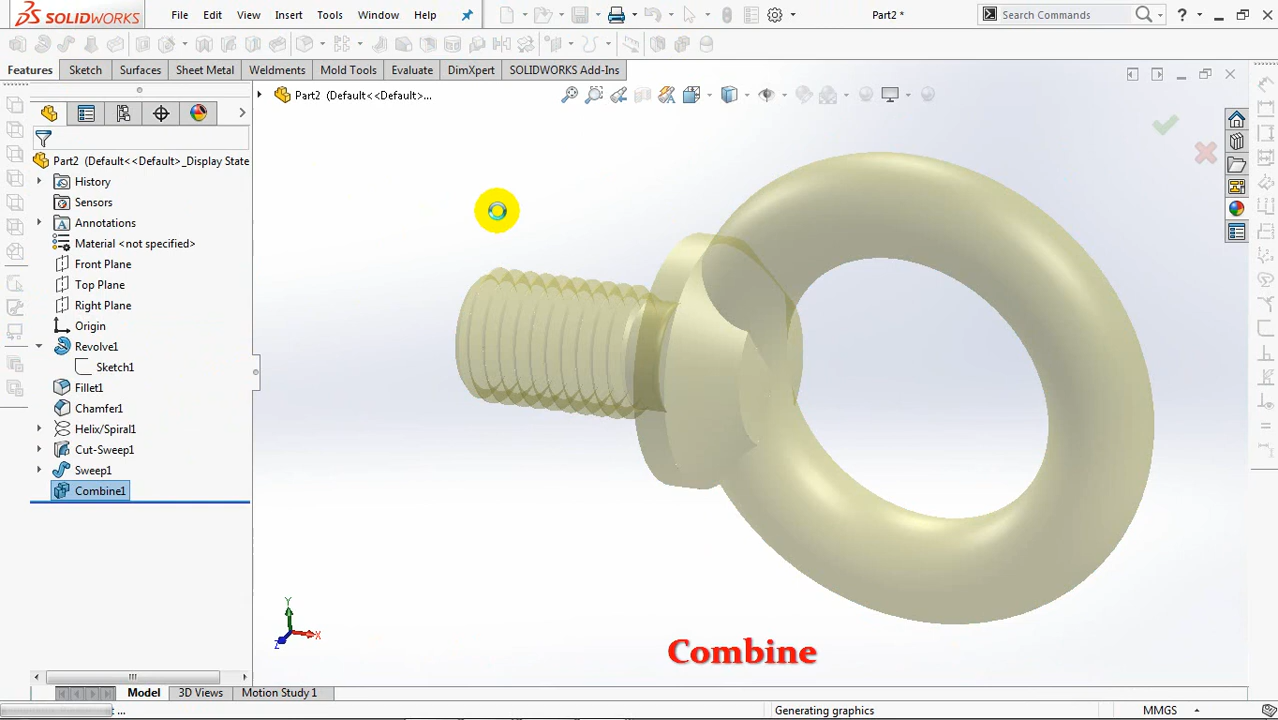 SOLIDWORKS
File Edit View Insert Tools Window Help
Part2 *
Search Commands
?
Features Sketch Surfaces Sheet Metal Weldments Mold Tools Evaluate DimXpert SOLIDWORKS Add-Ins
Part2 (Default<<Default>...
Part2 (Default<<Default>_Display State
History
Sensors
Annotations
Material <not specified>
Front Plane
Top Plane
Right Plane
Origin
Revolve1
Sketch1
Fillet1
Chamfer1
Helix/Spiral1
Cut-Sweep1
Sweep1
Combine1
Y
X
Z
Combine
Model 3D Views Motion Study 1
...
Generating graphics
MMGS